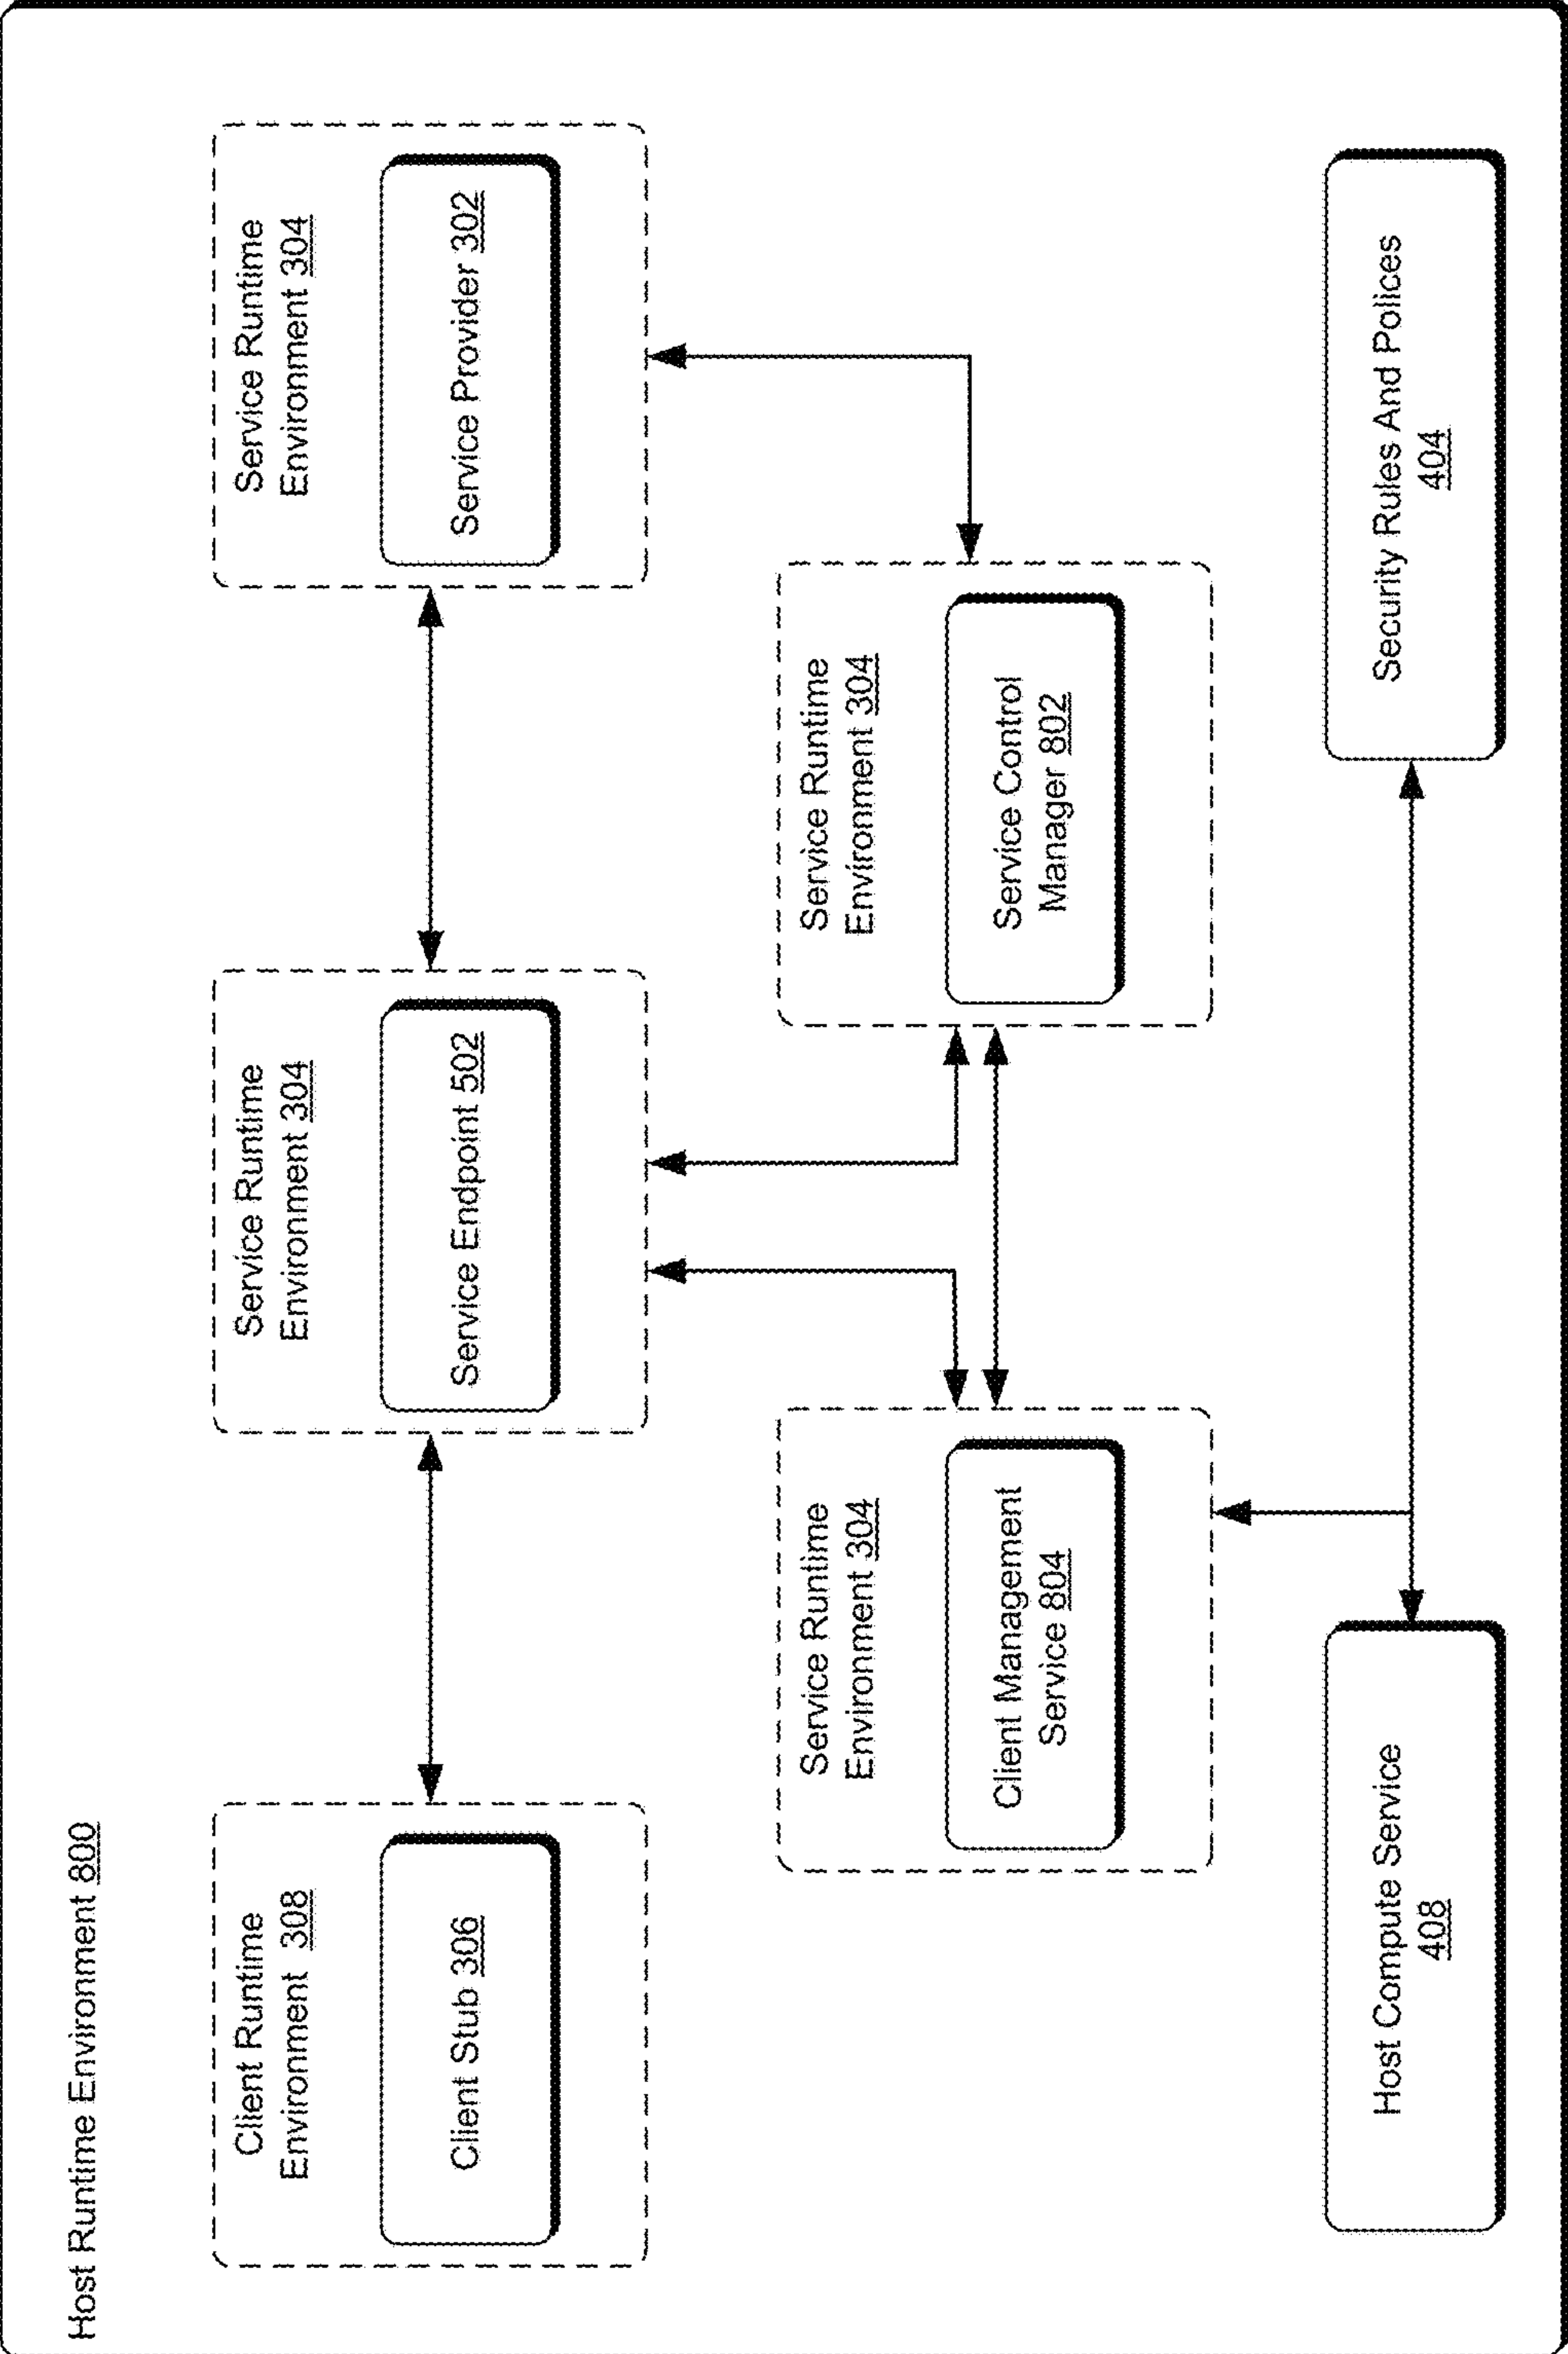 Host Runtime Environment 800
Client Runtime
Environment 308
Client Stub 306
Service Runtime
Environment 304
Service Endpoint 502
Service Runtime
Environment 304
Service Provider 302
Service Runtime
Environment 304
Client Management
Service 804
Service Runtime
Environment 304
Service Control
Manager 802
Host Compute Service
408
Security Rules And Polices
404